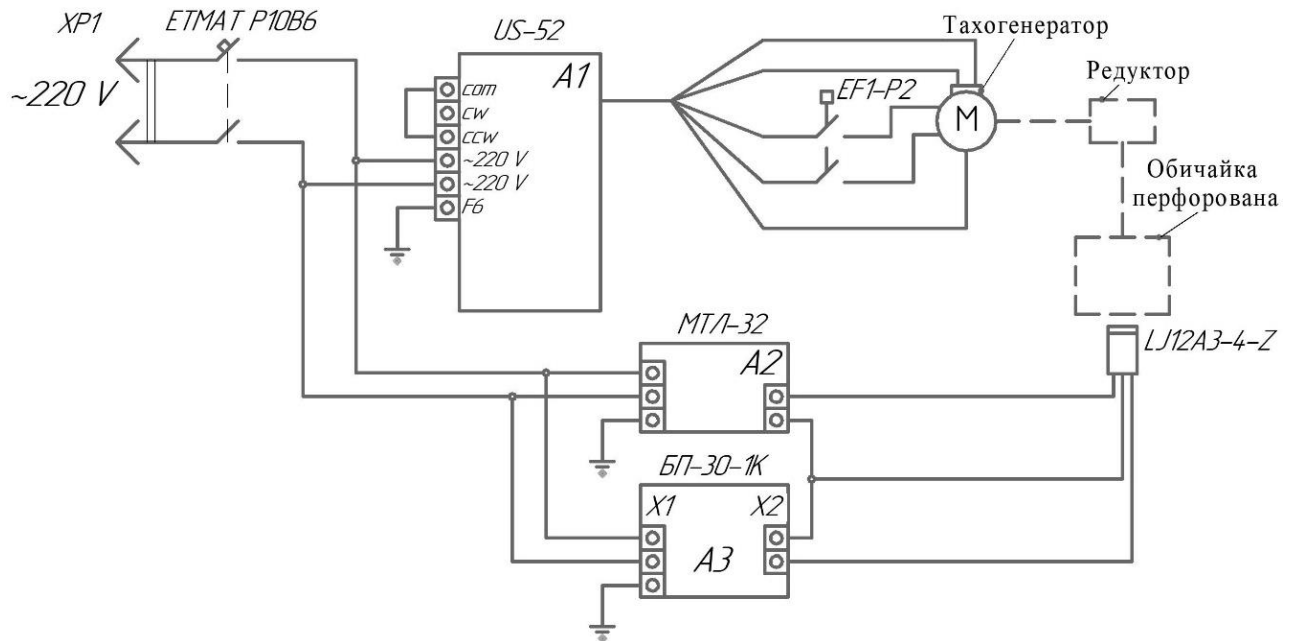 XP1
ETMAT P10B6
~220 V
US-52
A1
com
cw
ccw
~220 V
~220 V
F6
Тахогенератор
EF1-P2
M
Редуктор
Обичайка
перфорована
МТЛ-32
A2
LJ12A3-4-Z
БП-30-1К
X1
X2
A3